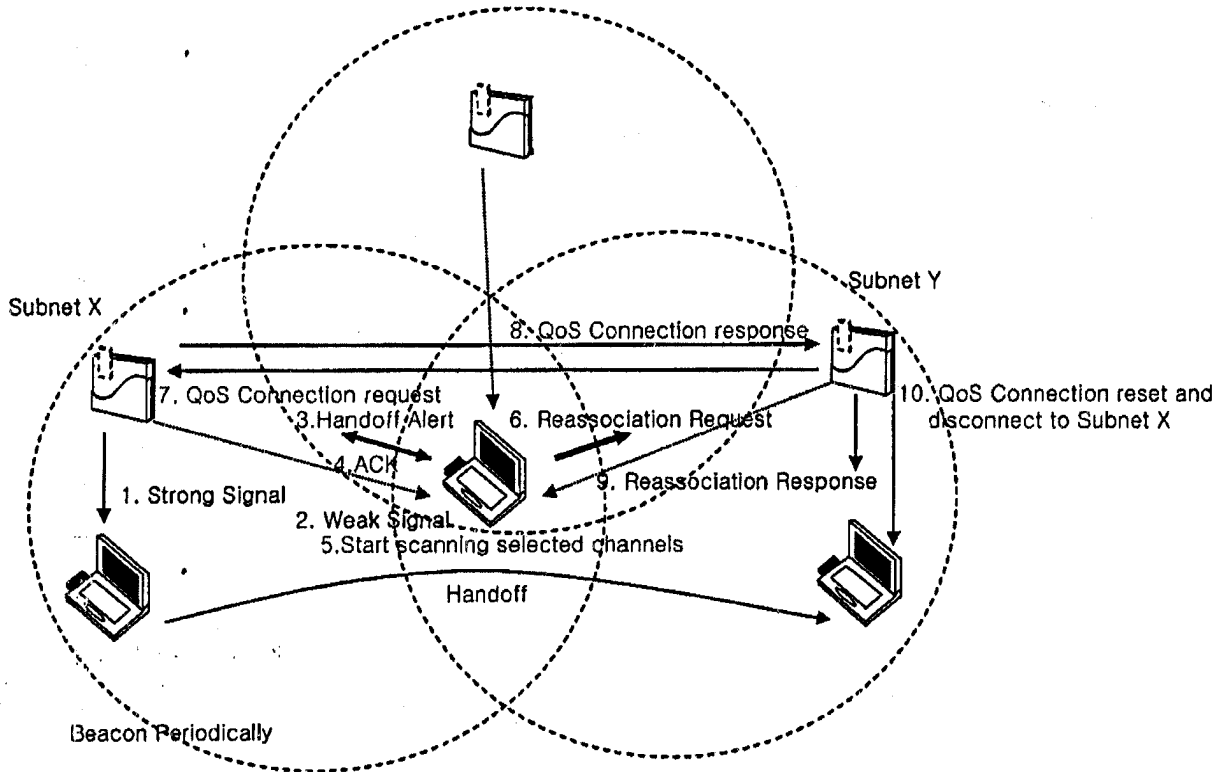 Subnet X
Subnet Y
8. QoS Connection response
7. QoS Connection request
10. QoS Connection reset and
disconnect to Subnet X
3.Handoff Alert
6. Reassociation Request
4.ACK
1. Strong Signal
9. Reassociation Response
2. Weak Signal
5.Start scanning selected channels
Handoff
Beacon Periodically